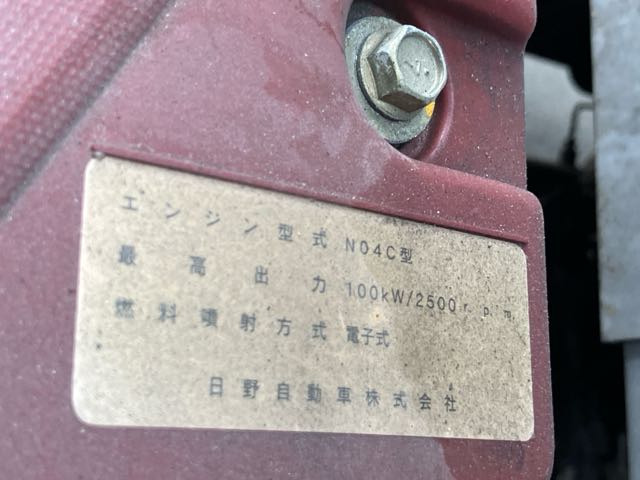 エンジン型式 N04C型
最高出力 100kW/2500r.p.m.
燃料噴射方式 電子式
日野自動車株式会社